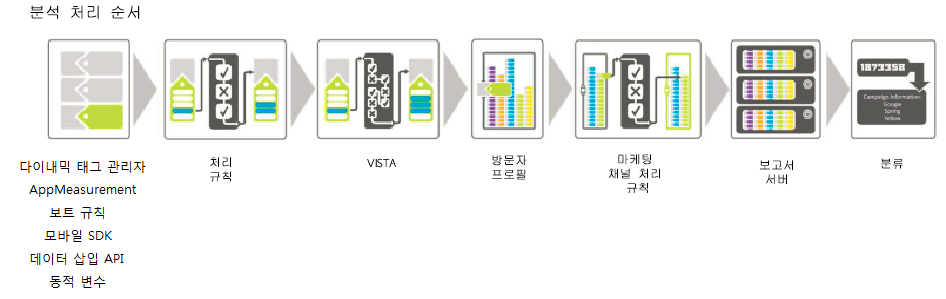 분석 처리 순서
다이내믹 태그 관리자
AppMeasurement
보트 규칙
모바일 SDK
데이터 삽입 API
동적 변수
처리
규칙
VISTA
방문자
프로필
마케팅
채널 처리
규칙
보고서
서버
1873358
Campaign Information:
Google
Spring
Yellow
분류